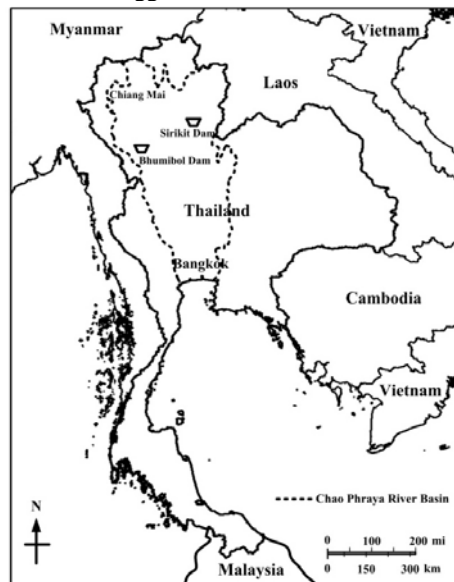 Myanmar
Vietnam
Laos
Chiang Mai
Sirikit Dam
Bhumibol Dam
Thailand
Bangkok
Cambodia
Vietnam
Chao Phraya River Basin
N
0 100 200 mi
0 150 300 km
Malaysia